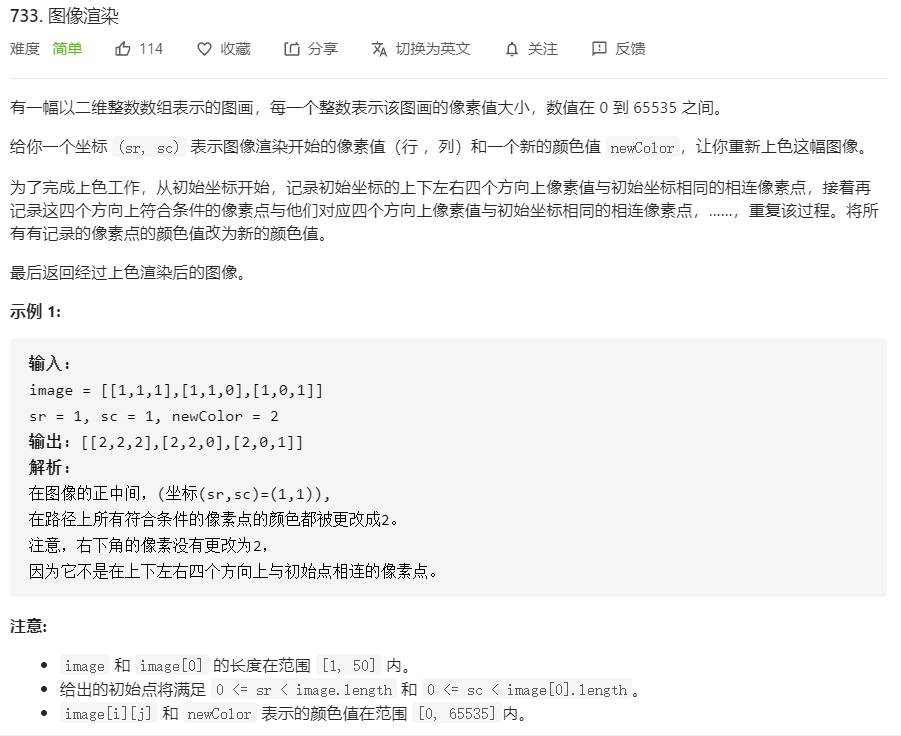 733. 图像渲染
难度 简单 114 收藏 分享 切换为英文 关注 反馈
有一幅以二维整数数组表示的图画，每一个整数表示该图画的像素值大小，数值在 0 到 65535 之间。
给你一个坐标 (sr, sc) 表示图像渲染开始的像素值（行 ，列）和一个新的颜色值 newColor，让你重新上色这幅图像。
为了完成上色工作，从初始坐标开始，记录初始坐标的上下左右四个方向上像素值与初始坐标相同的相连像素点，接着再
记录这四个方向上符合条件的像素点与他们对应四个方向上像素值与初始坐标相同的相连像素点，……，重复该过程。将所
有有记录的像素点的颜色值改为新的颜色值。
最后返回经过上色渲染后的图像。
示例 1:
输入：
image = [[1,1,1],[1,1,0],[1,0,1]]
sr = 1, sc = 1, newColor = 2
输出：[[2,2,2],[2,2,0],[2,0,1]]
解析：
在图像的正中间，(坐标(sr,sc)=(1,1)),
在路径上所有符合条件的像素点的颜色都被更改成2。
注意，右下角的像素没有更改为2，
因为它不是在上下左右四个方向上与初始点相连的像素点。
注意:
• image 和 image[0] 的长度在范围 [1, 50] 内。
• 给出的初始点将满足 0 <= sr < image.length 和 0 <= sc < image[0].length。
• image[i][j] 和 newColor 表示的颜色值在范围 [0, 65535]内。